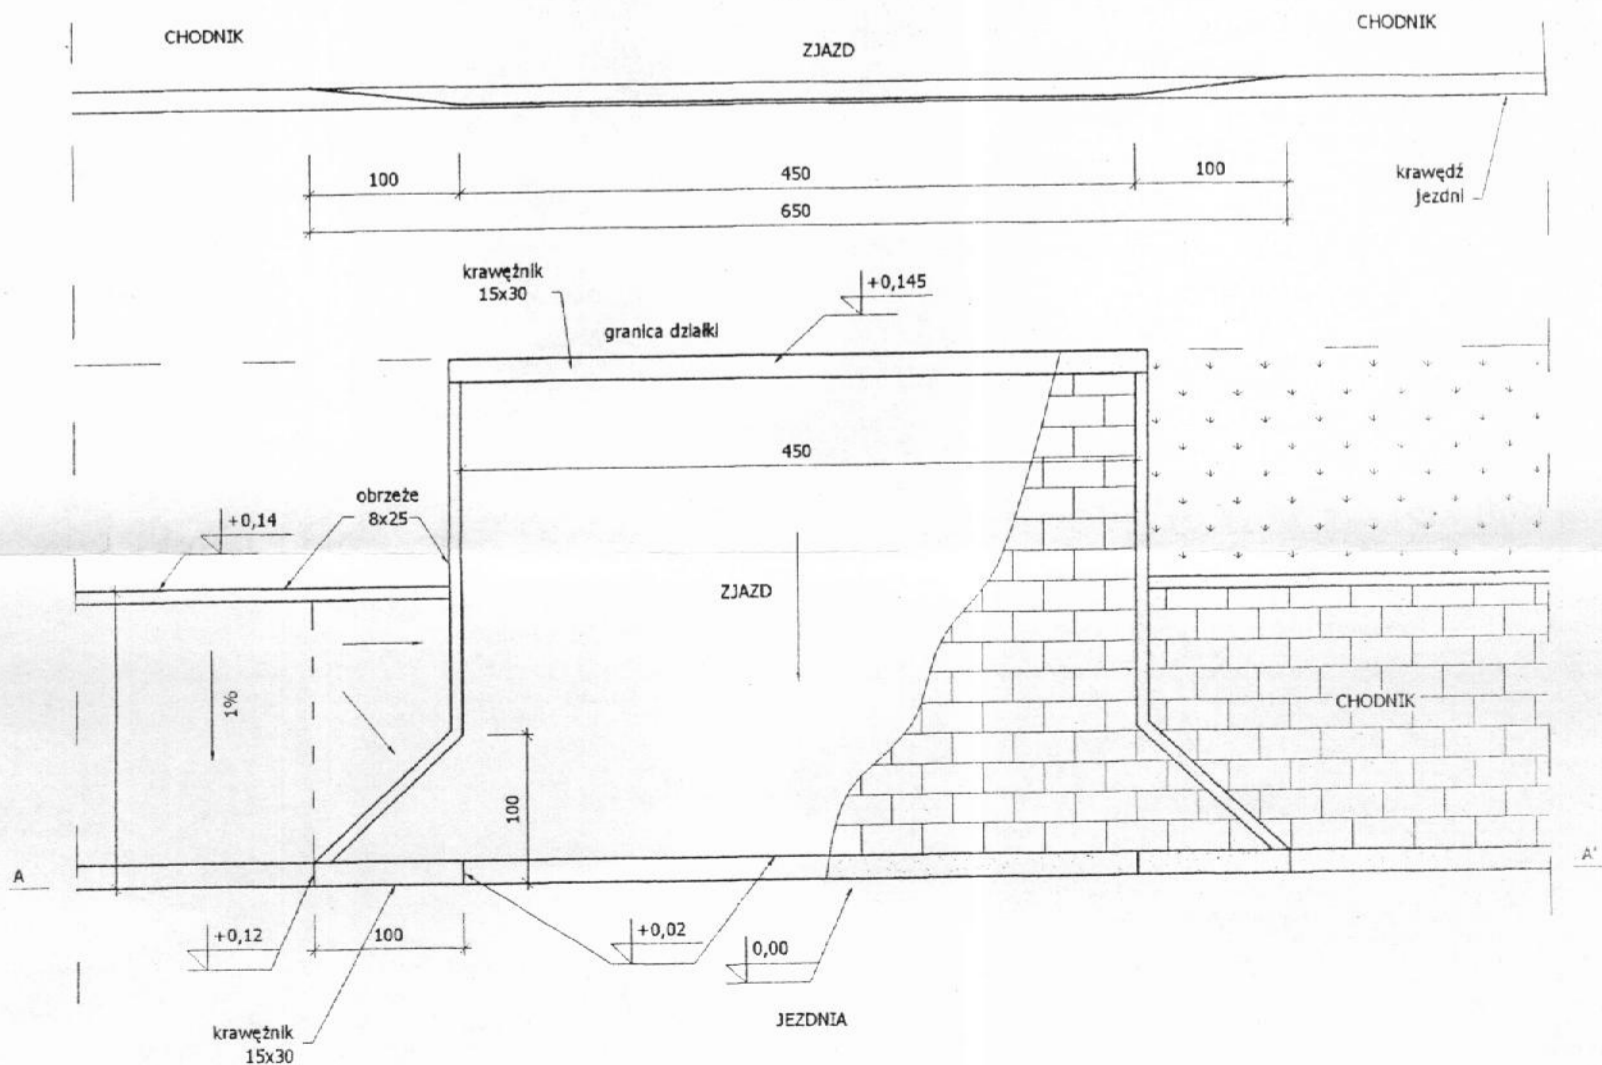 CHODNIK
ZJAZD
CHODNIK
krawędź
jezdni
100
450
100
650
krawężnik
15x30
+0,145
granica działki
450
obrzeże
8x25
+0,14
ZJAZD
1%
CHODNIK
100
A
A'
+0,12
100
+0,02
0,00
krawężnik
15x30
JEZDNIA